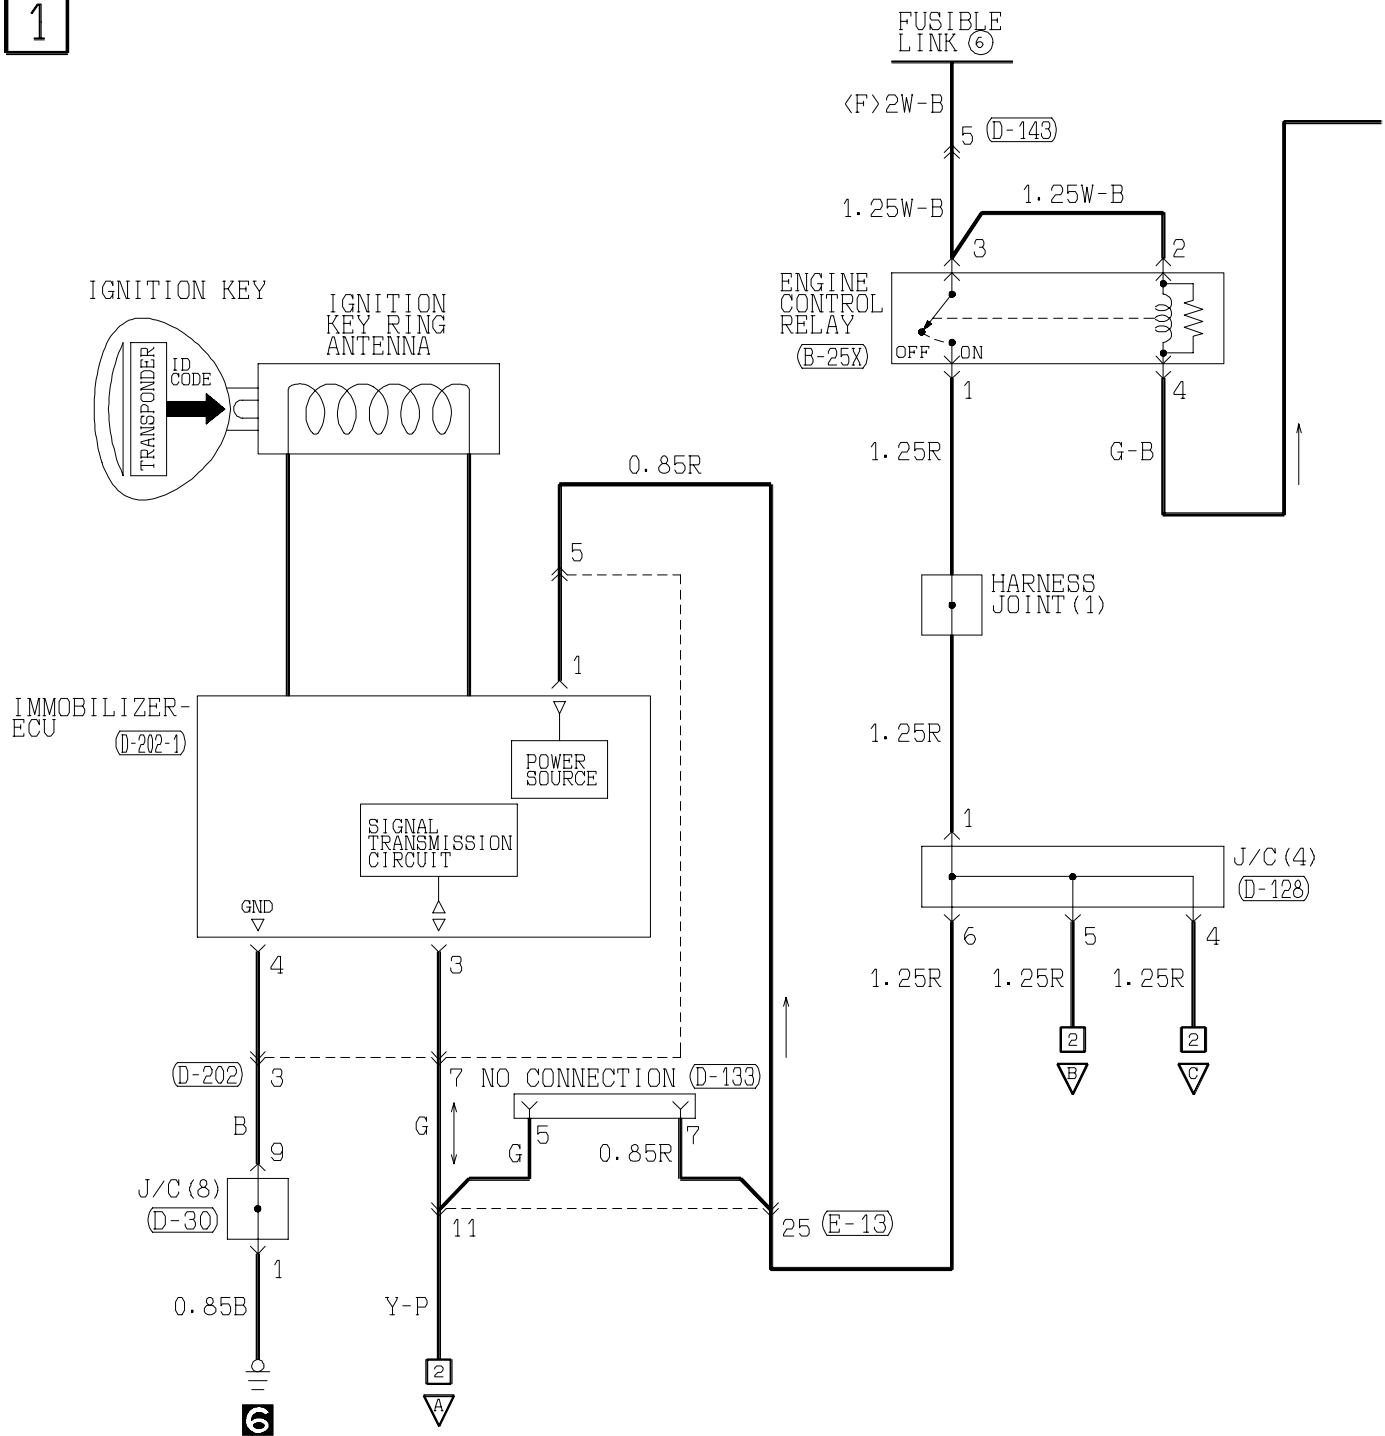 1
FUSIBLE
LINK 6
<F>2W-B
5 (D-143)
1.25W-B
1.25W-B
3
2
ENGINE
CONTROL
RELAY
(B-25X)
OFF
ON
1
4
IGNITION KEY
IGNITION
KEY RING
ANTENNA
TRANSPONDER
ID
CODE
1.25R
G-B
0.85R
5
HARNESS
JOINT(1)
1
IMMOBILIZER-
ECU
(D-202-1)
POWER
SOURCE
SIGNAL
TRANSMISSION
CIRCUIT
GND
1.25R
1
J/C(4)
(D-128)
4
3
6
5
4
1.25R
1.25R
1.25R
2
B
2
C
(D-202)
3
7
NO CONNECTION (D-133)
B
G
5
7
G
0.85R
9
J/C(8)
(D-30)
11
25 (E-13)
1
0.85B
Y-P
2
A
6